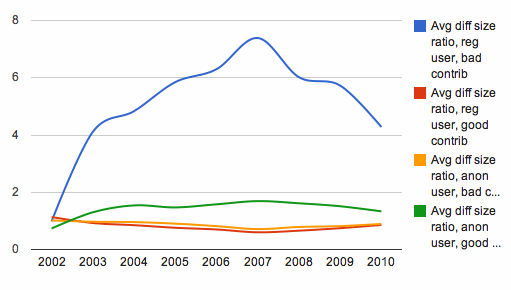 8
6
4
2
0
2002 2003 2004 2005 2006 2007 2008 2009 2010
Avg diff size
ratio, reg
user, bad
contrib
Avg diff size
ratio, reg
user, good
contrib
Avg diff size
ratio, anon
user, bad c...
Avg diff size
ratio, anon
user, good ...